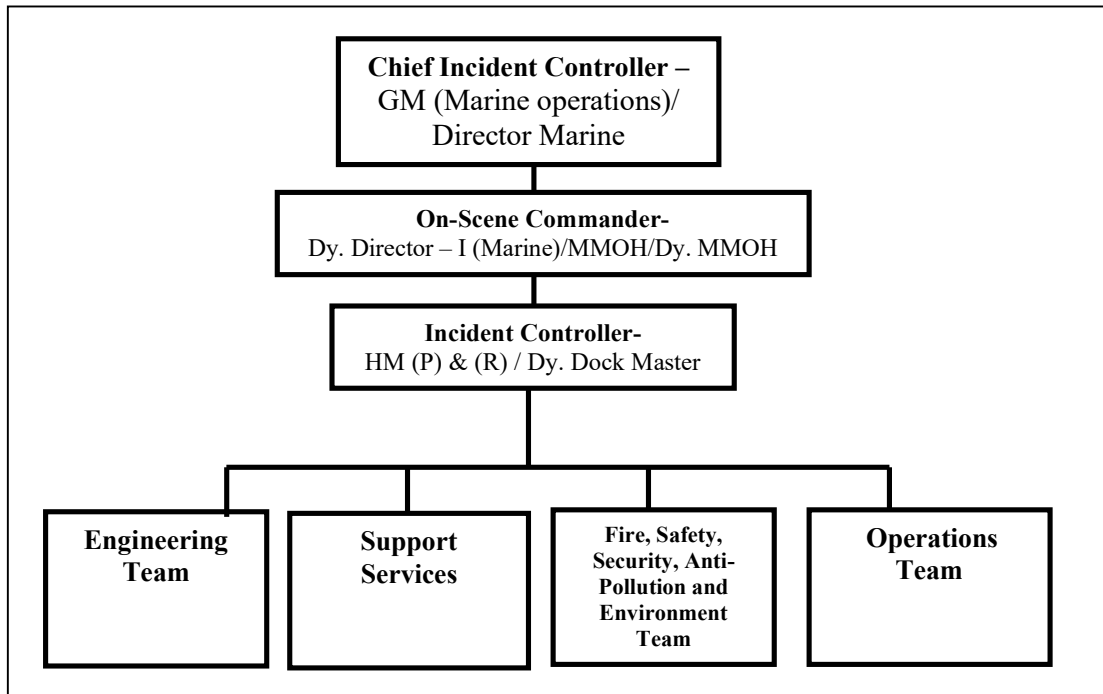 Chief Incident Controller –
GM (Marine operations)/
Director Marine
On-Scene Commander-
Dy. Director – I (Marine)/MMOH/Dy. MMOH
Incident Controller-
HM (P) & (R) / Dy. Dock Master
Engineering
Team
Support
Services
Fire, Safety,
Security, Anti-
Pollution and
Environment
Team
Operations
Team